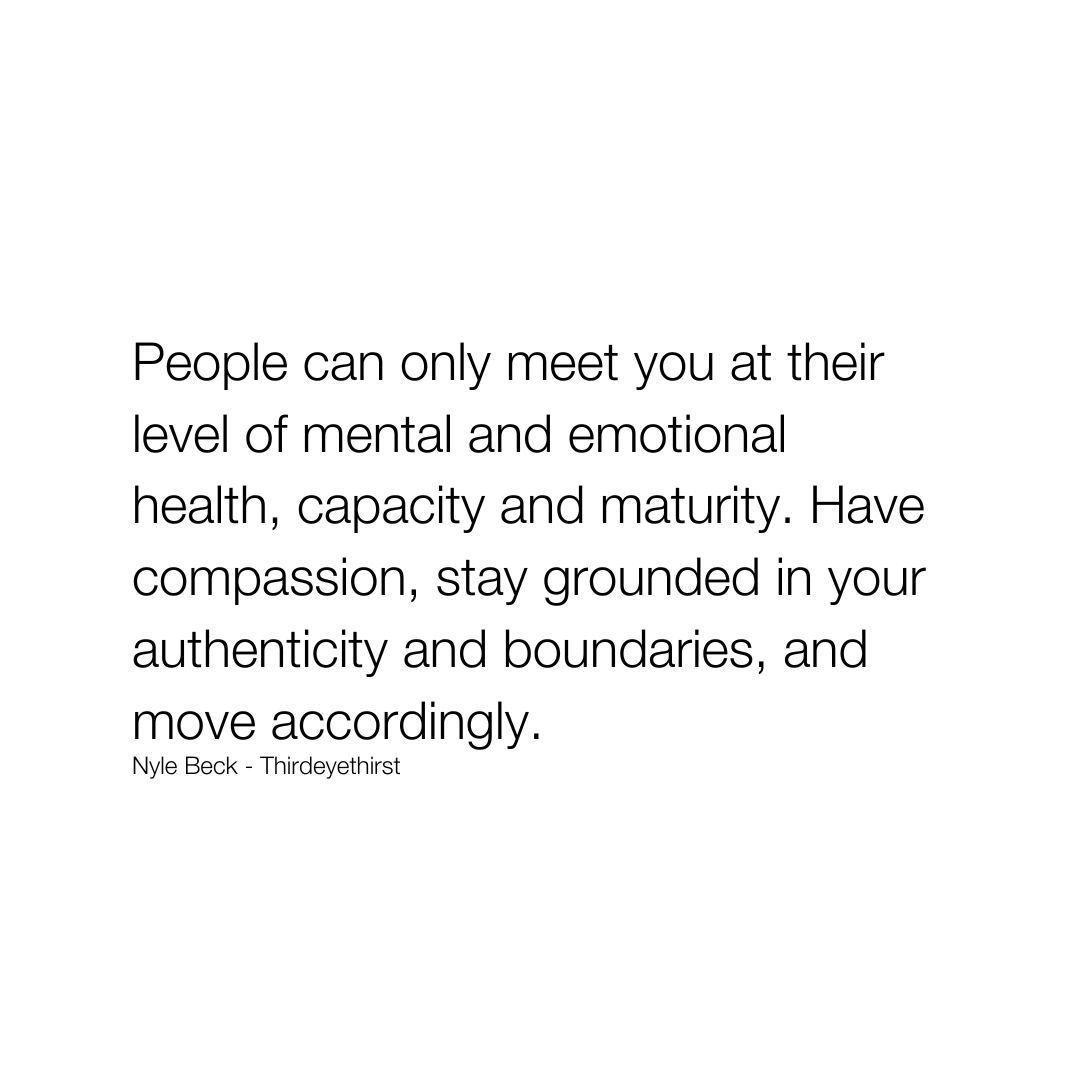 People can only meet you at their
level of mental and emotional
health, capacity and maturity. Have
compassion, stay grounded in your
authenticity and boundaries, and
move accordingly.
Nyle Beck - Thirdeyethirst